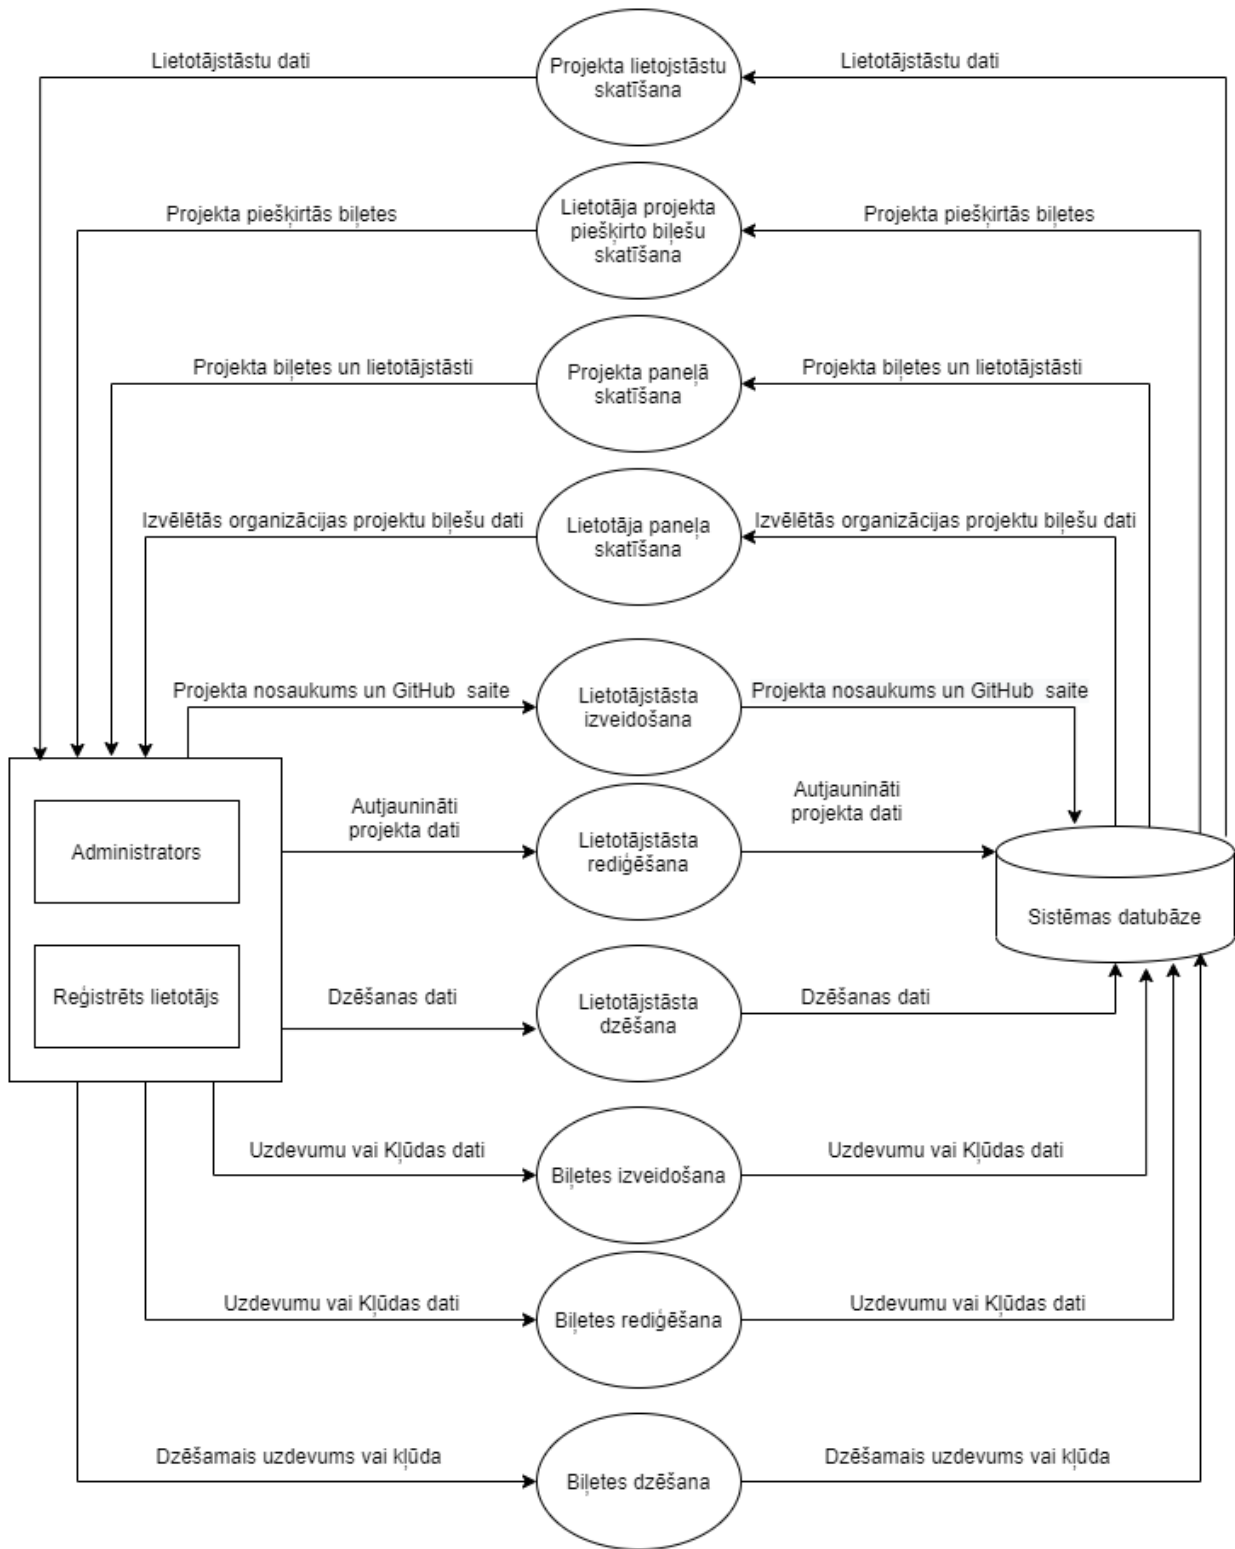 Lietotājstāstu dati
Projekta lietojstāstu
skatīšana
Lietotājstāstu dati
Projekta piešķirtās biļetes
Lietotāja projekta
piešķirto biļešu
skatīšana
Projekta piešķirtās biļetes
Projekta biļetes un lietotājstāsti
Projekta paneļā
skatīšana
Projekta biļetes un lietotājstāsti
Izvēlētās organizācijas projektu biļešu dati
Lietotāja paneļa
skatīšana
Izvēlētās organizācijas projektu biļešu dati
Projekta nosaukums un GitHub saite
Lietotājstāsta
izveidošana
Projekta nosaukums un GitHub saite
Autjaunināti
projekta dati
Lietotājstāsta
rediģēšana
Autjaunināti
projekta dati
Administrators
Sistēmas datubāze
Reģistrēts lietotājs
Dzēšanas dati
Lietotājstāsta
dzēšana
Dzēšanas dati
Uzdevumu vai Kļūdas dati
Biļetes izveidošana
Uzdevumu vai Kļūdas dati
Uzdevumu vai Kļūdas dati
Biļetes rediģēšana
Uzdevumu vai Kļūdas dati
Dzēšamais uzdevums vai kļūda
Biļetes dzēšana
Dzēšamais uzdevums vai kļūda